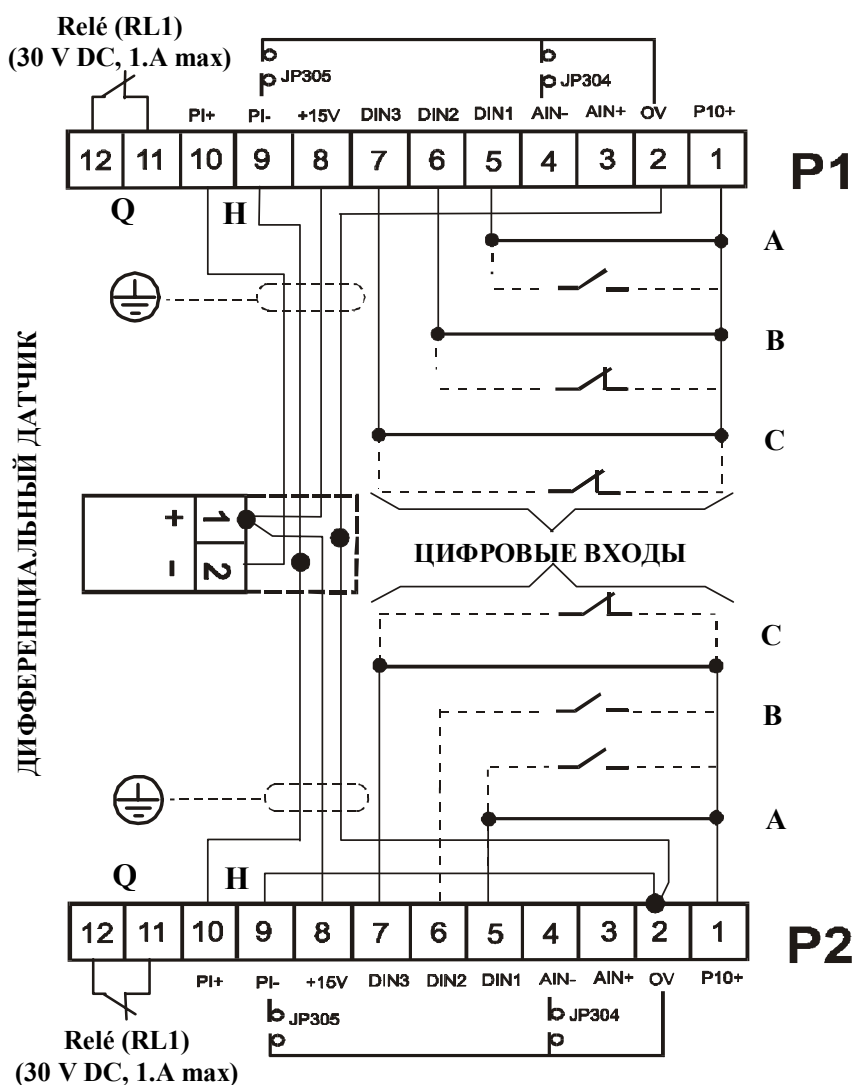 Relé (RL1)
(30 V DC, 1.A max)
JP305
JP304
PI+ PI- +15V DIN3 DIN2 DIN1 AIN- AIN+ OV P10+
12 11 10 9 8 7 6 5 4 3 2 1 P1
Q H
A
B
C
ДИФФЕРЕНЦИАЛЬНЫЙ ДАТЧИК
+ 1
- 2
ЦИФРОВЫЕ ВХОДЫ
C
B
A
Q H
12 11 10 9 8 7 6 5 4 3 2 1 P2
PI+ PI- +15V DIN3 DIN2 DIN1 AIN- AIN+ OV P10+
JP305
JP304
Relé (RL1)
(30 V DC, 1.A max)